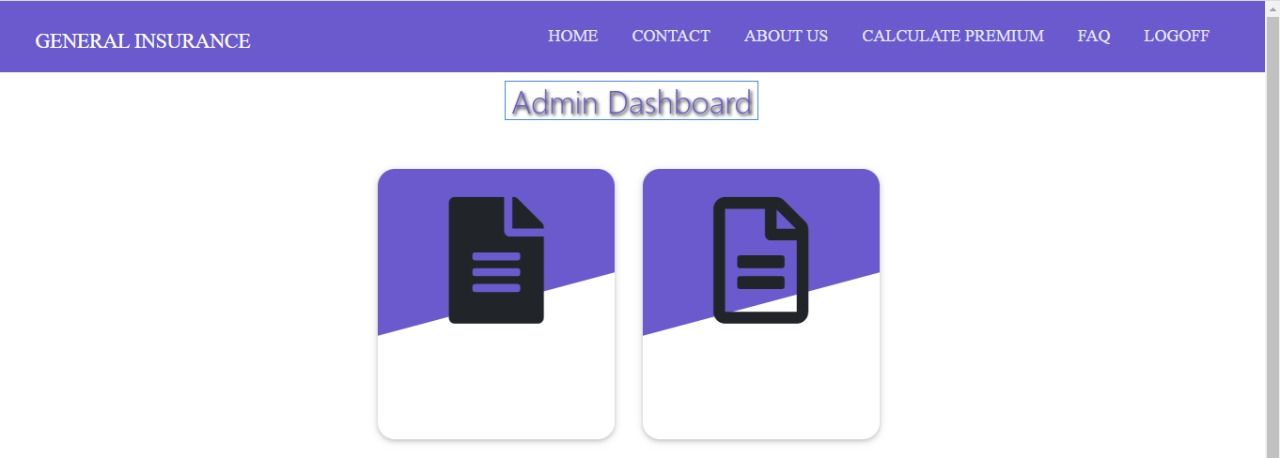 GENERAL INSURANCE HOME CONTACT ABOUT US CALCULATE PREMIUM FAQ LOGOFF
Admin Dashboard